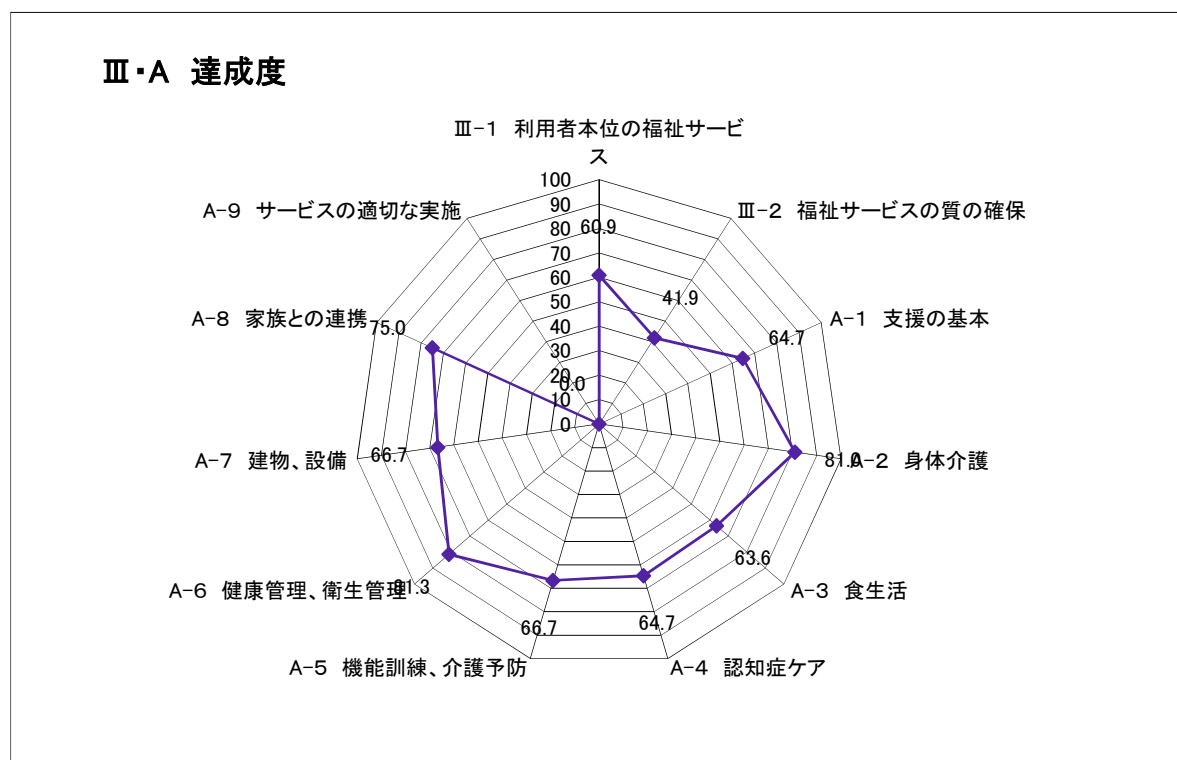 Ⅲ・A 達成度
Ⅲ-1 利用者本位の福祉サービ
ス
100
90
80
70
60
50
40
30
20
10
0
60.9
Ⅲ-2 福祉サービスの質の確保
41.9
A-1 支援の基本
64.7
A-2 身体介護
81.0
A-3 食生活
63.6
A-4 認知症ケア
64.7
A-5 機能訓練、介護予防
66.7
A-6 健康管理、衛生管理
81.3
A-7 建物、設備
66.7
A-8 家族との連携
75.0
A-9 サービスの適切な実施
0.0